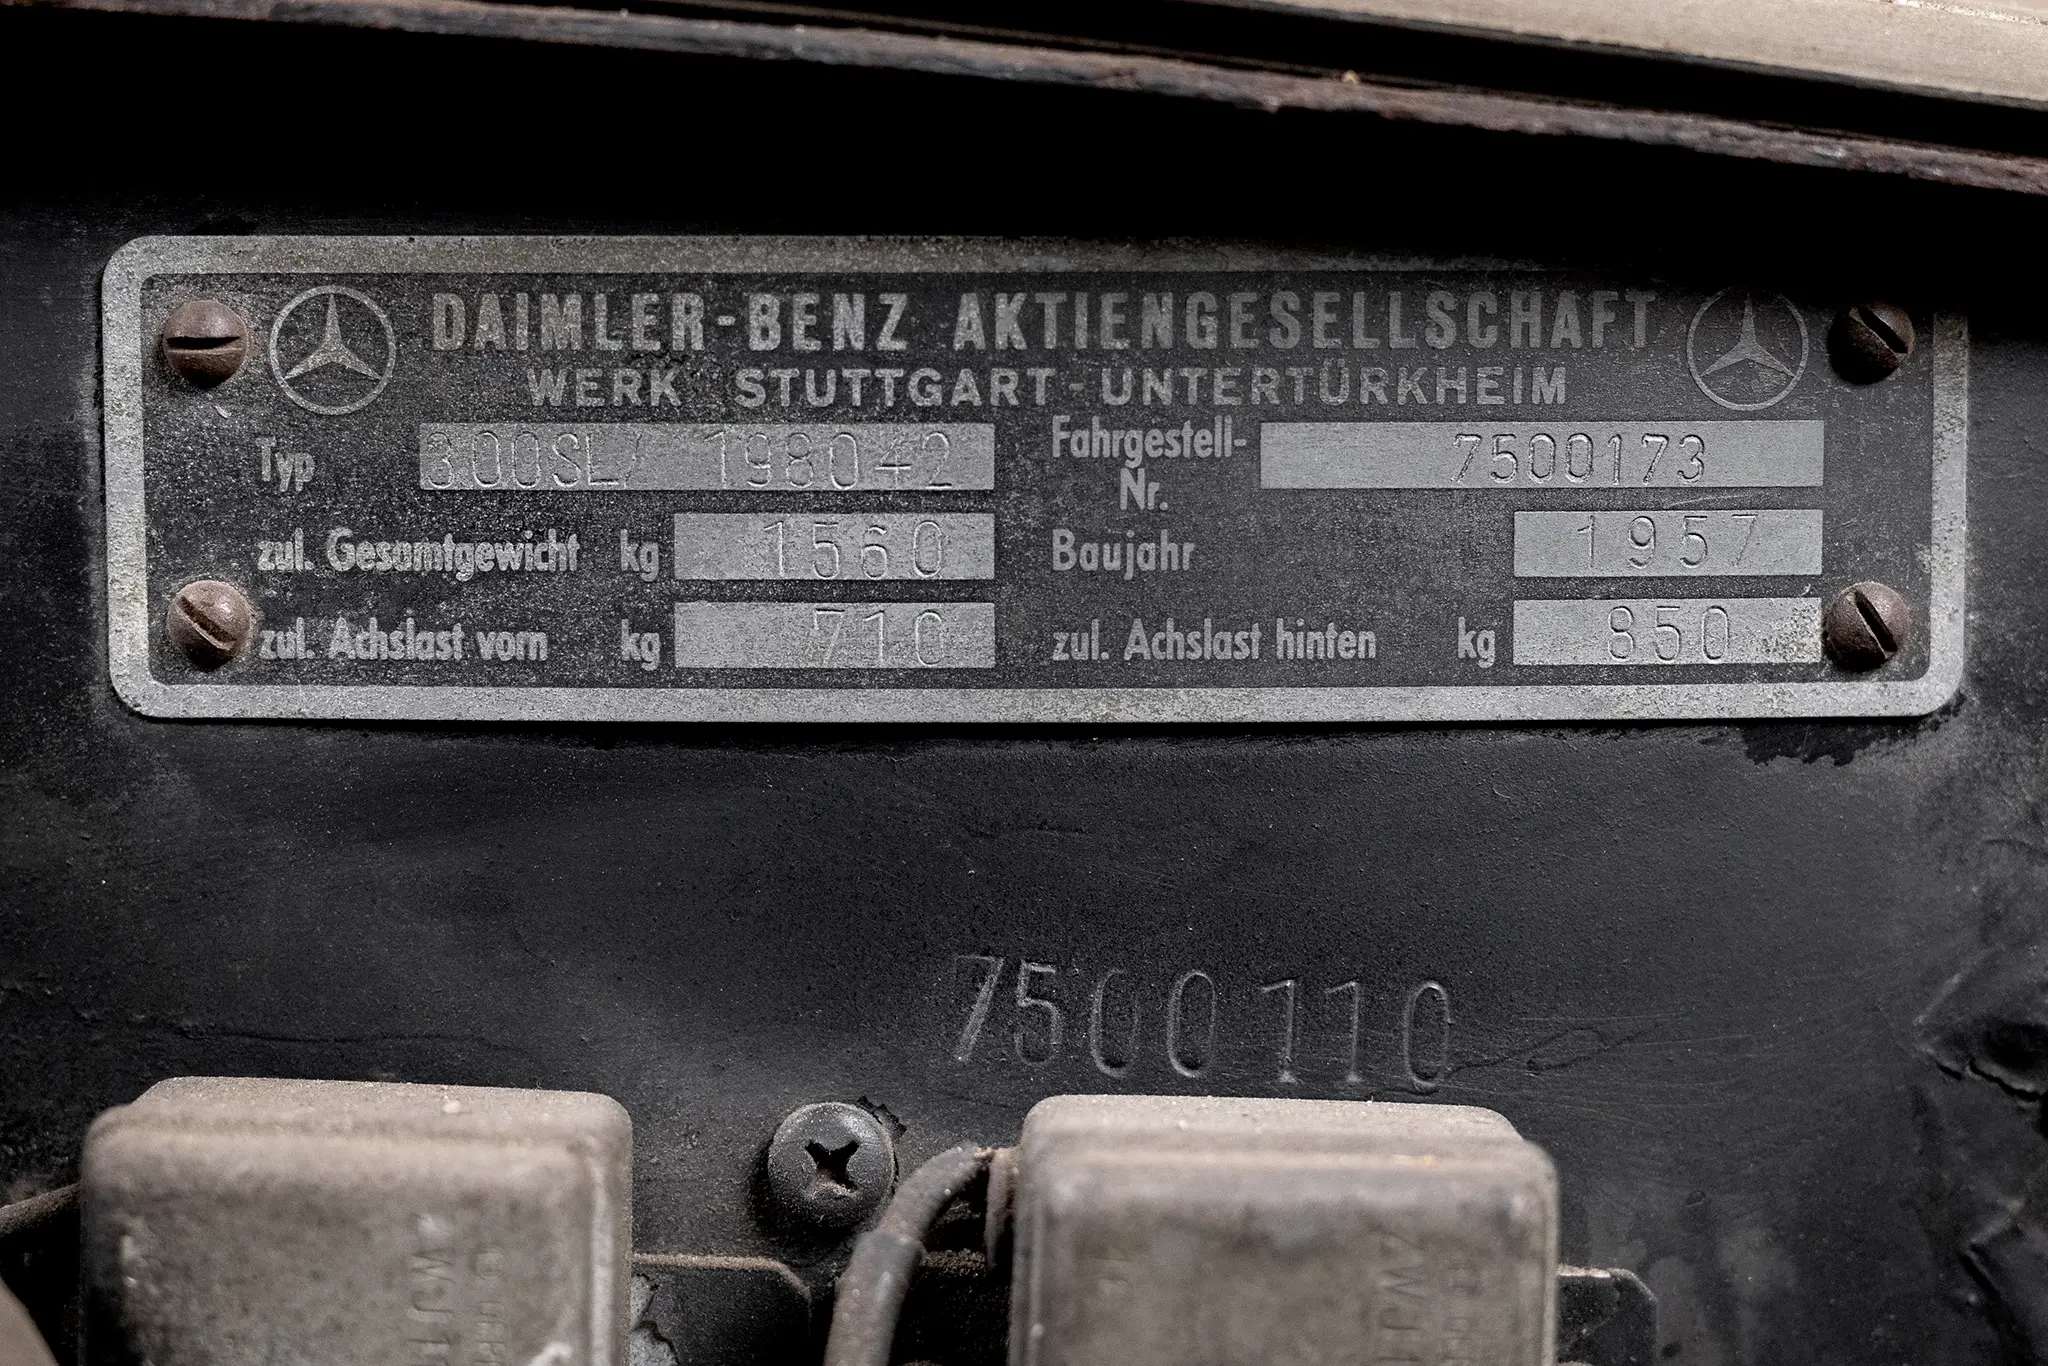 DAIMLER-BENZ AKTIENGESELLSCHAFT
WERK STUTTGART-UNTERTÜRKHEIM
Typ 300SL/ 198042 Fahrgestell-Nr. 7500173
zul. Gesamtgewicht kg 1560 Baujahr 1957
zul. Achslast vorn kg 710 zul. Achslast hinten kg 850
7500110